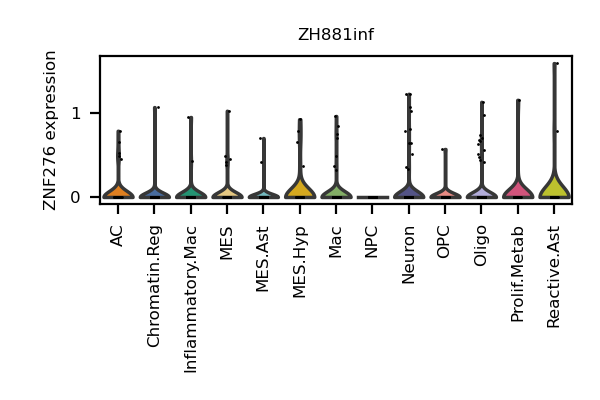 ZH881inf
ZNF276 expression
1
0
AC
Chromatin.Reg
Inflammatory.Mac
MES
MES.Ast
MES.Hyp
Mac
NPC
Neuron
OPC
Oligo
Prolif.Metab
Reactive.Ast